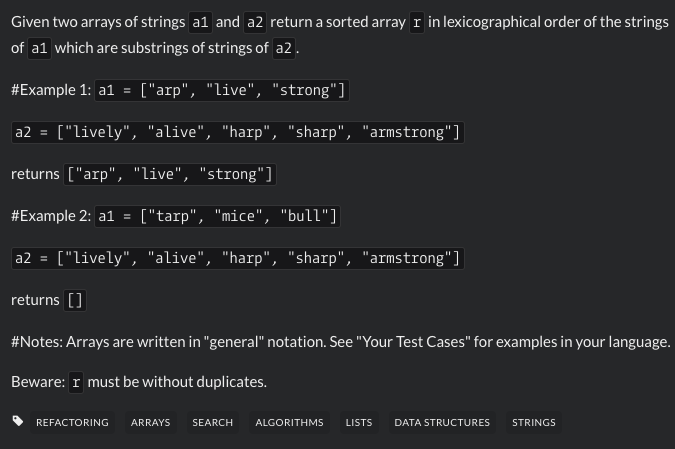 Given two arrays of strings a1 and a2 return a sorted array r in lexicographical order of the strings
of a1 which are substrings of strings of a2.
#Example 1: a1 = ["arp", "live", "strong"]
a2 = ["lively", "alive", "harp", "sharp", "armstrong"]
returns ["arp", "live", "strong"]
#Example 2: a1 = ["tarp", "mice", "bull"]
a2 = ["lively", "alive", "harp", "sharp", "armstrong"]
returns []
#Notes: Arrays are written in "general" notation. See "Your Test Cases" for examples in your language.
Beware: r must be without duplicates.
REFACTORING ARRAYS SEARCH ALGORITHMS LISTS DATA STRUCTURES STRINGS